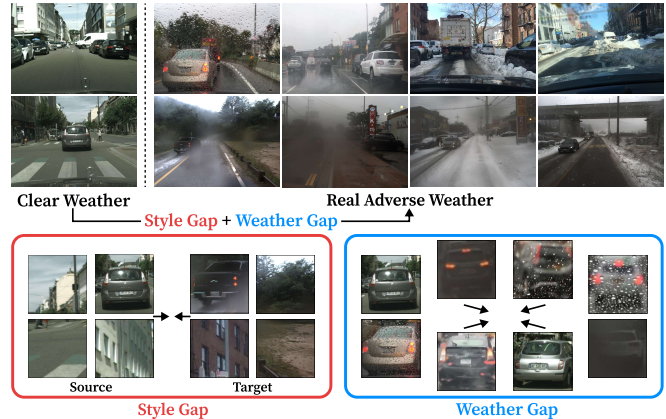 Clear Weather
Real Adverse Weather
Style Gap + Weather Gap
Source
Target
Style Gap
Weather Gap